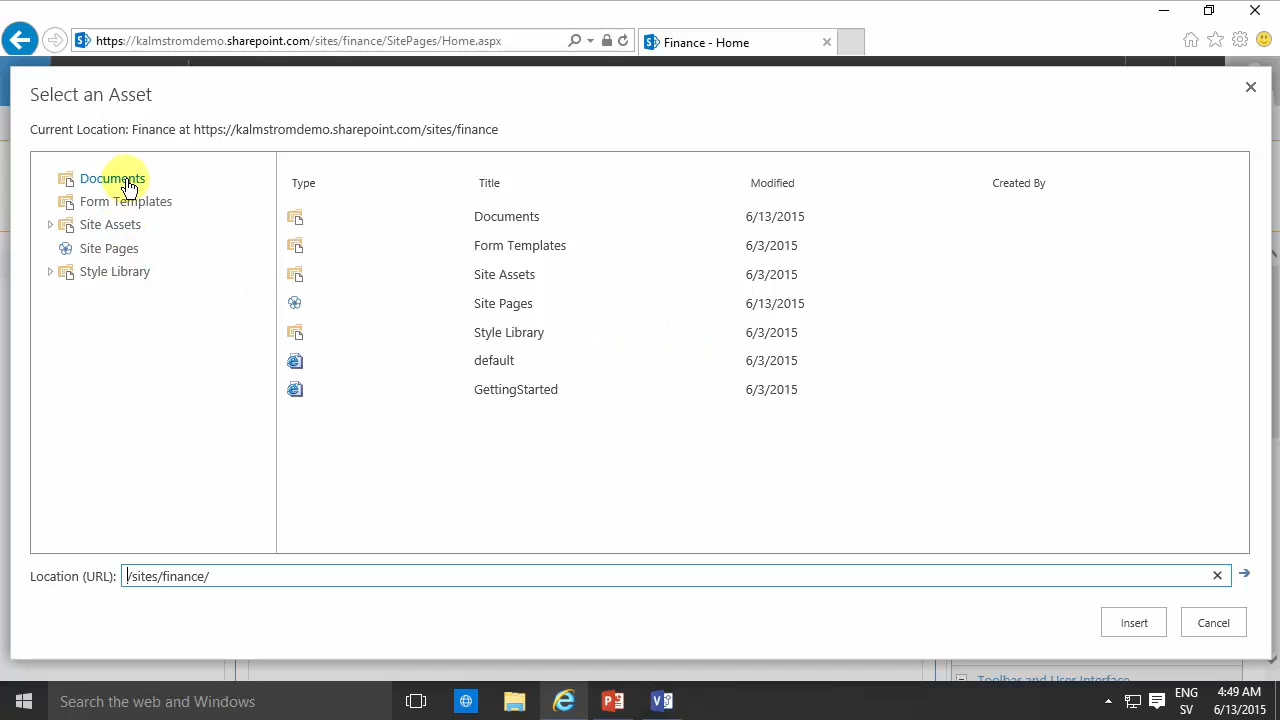 https://kalmstromdemo.sharepoint.com/sites/finance/SitePages/Home.aspx
Finance - Home
Select an Asset
Current Location: Finance at https://kalmstromdemo.sharepoint.com/sites/finance
Documents
Form Templates
Site Assets
Site Pages
Style Library
Type Title Modified Created By
Documents 6/13/2015
Form Templates 6/3/2015
Site Assets 6/3/2015
Site Pages 6/13/2015
Style Library 6/3/2015
default 6/3/2015
GettingStarted 6/3/2015
Location (URL): /sites/finance/
Insert Cancel
Toolbar and User Interface
Search the web and Windows
ENG 4:49 AM
SV 6/13/2015